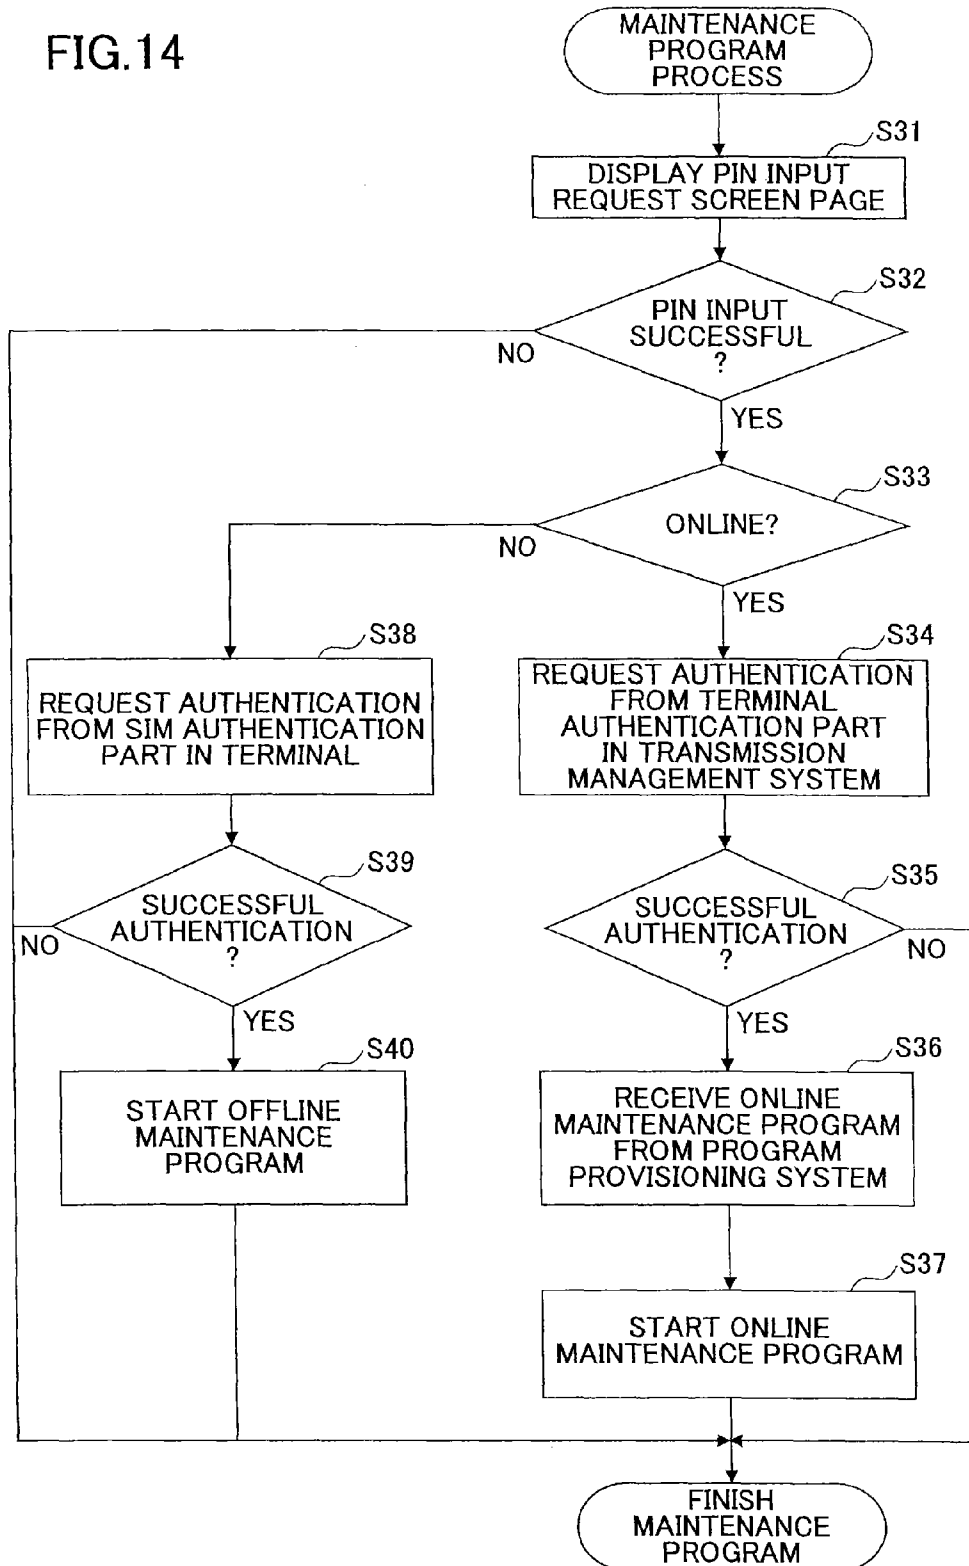 FIG.14
MAINTENANCE
PROGRAM
PROCESS
S31
DISPLAY PIN INPUT
REQUEST SCREEN PAGE
S32
PIN INPUT
SUCCESSFUL
?
NO
YES
S33
ONLINE?
NO
YES
S38
REQUEST AUTHENTICATION
FROM SIM AUTHENTICATION
PART IN TERMINAL
S34
REQUEST AUTHENTICATION
FROM TERMINAL
AUTHENTICATION PART
IN TRANSMISSION
MANAGEMENT SYSTEM
S39
SUCCESSFUL
AUTHENTICATION
?
NO
YES
S35
SUCCESSFUL
AUTHENTICATION
?
NO
YES
S40
START OFFLINE
MAINTENANCE
PROGRAM
S36
RECEIVE ONLINE
MAINTENANCE PROGRAM
FROM PROGRAM
PROVISIONING SYSTEM
S37
START ONLINE
MAINTENANCE PROGRAM
FINISH
MAINTENANCE
PROGRAM